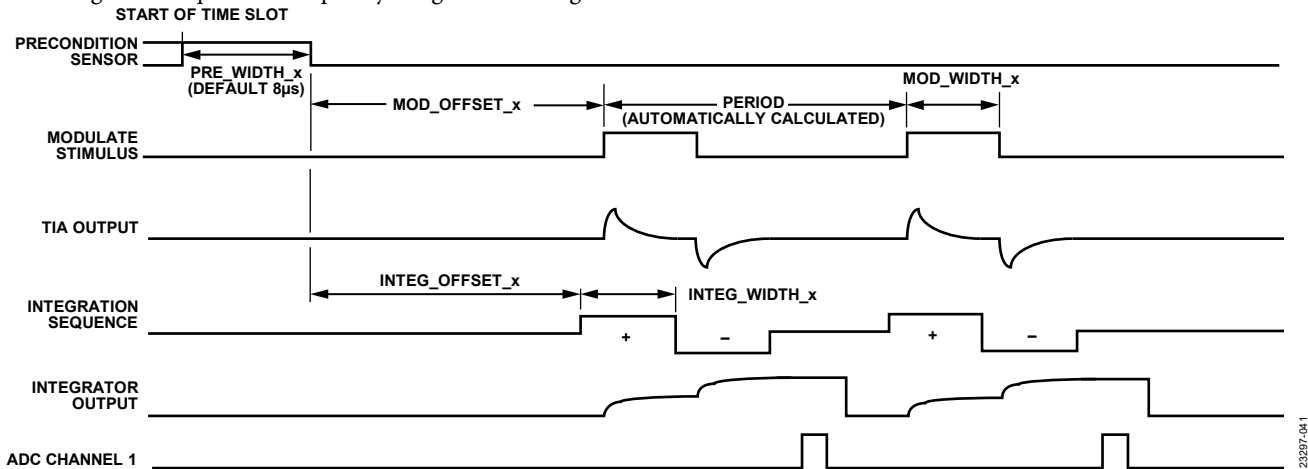 START OF TIME SLOT
PRECONDITION
SENSOR
PRE_WIDTH_x
(DEFAULT 8µs)
MOD_OFFSET_x
PERIOD
(AUTOMATICALLY CALCULATED)
MOD_WIDTH_x
MODULATE
STIMULUS
TIA OUTPUT
INTEG_OFFSET_x
INTEG_WIDTH_x
INTEGRATION
SEQUENCE
+ – + –
INTEGRATOR
OUTPUT
ADC CHANNEL 1
23297-041